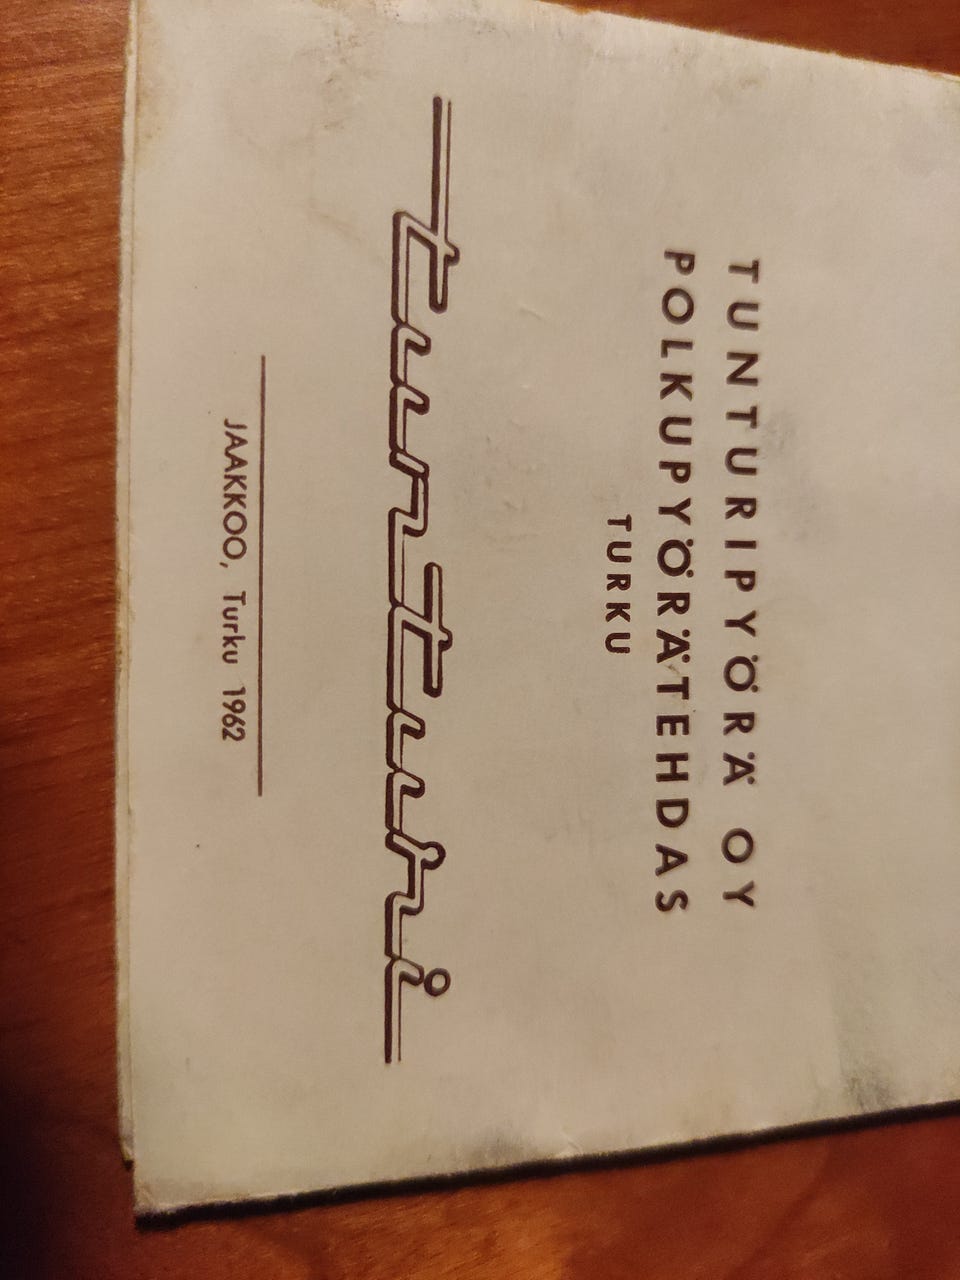 TUNTURIPYÖRÄ OY
POLKUPYÖRÄTEHDAS
TURKU
tunturi
JAAKKOO, Turku 1962